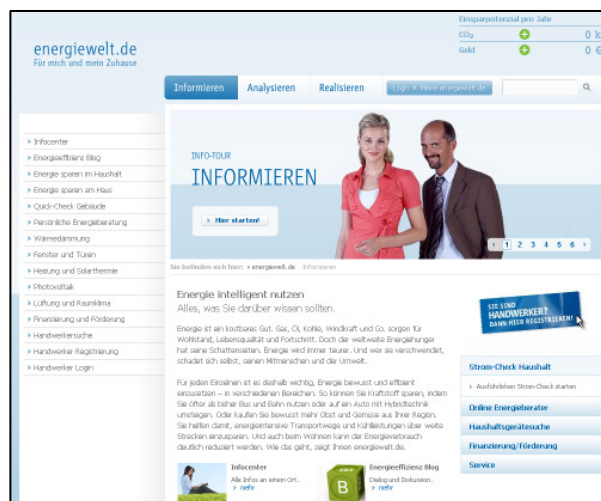 Einsparpotenzial pro Jahr
CO2 0 k
Geld 0 €
energiewelt.de
Für mich und mein Zuhause
Informieren Analysieren Realisieren Login Meine energiewelt.de
Infocenter
Energieeffizienz Blog
Energie sparen im Haushalt
Energie sparen am Haus
Quick-Check Gebäude
Persönliche Energieberatung
Wärmedämmung
Fenster und Türen
Heizung und Solarthermie
Photovoltaik
Lüftung und Raumklima
Finanzierung und Förderung
Handwerkersuche
Handwerker Registrierung
Handwerker Login
INFO-TOUR
INFORMIEREN
Hier starten!
1 2 3 4 5 6
Sie befinden sich hier: energiewelt.de Informieren
Energie intelligent nutzen
Alles, was Sie darüber wissen sollten.
Energie ist ein kostbares Gut. Gas, Öl, Kohle, Windkraft und Co. sorgen für
Wohlstand, Lebensqualität und Fortschritt. Doch der weltweite Energiehunger
hat seine Schattenseiten. Energie wird immer teurer. Und wer sie verschwendet,
schadet sich selbst, seinen Mitmenschen und der Umwelt.
Für jeden Einzelnen ist es deshalb wichtig, Energie bewusst und effizient
einzusetzen – in verschiedenen Bereichen. So können Sie Kraftstoff sparen, indem
Sie öfter als bisher Bus und Bahn nutzen oder auf ein Auto mit Hybridtechnik
umsteigen. Oder kaufen Sie bewusst mehr Obst und Gemüse aus Ihrer Region.
Sie helfen damit, energieintensive Transportwege und Kühlleistungen über weite
Strecken einzusparen. Und auch beim Wohnen kann der Energieverbrauch
deutlich reduziert werden. Wie das geht, zeigt Ihnen energiewelt.de.
Infocenter
Alle Infos an einem Ort.
mehr
B
Energieeffizienz Blog
Dialog und Diskussion.
mehr
SIE SIND
HANDWERKER?
DANN HIER REGISTRIEREN!
Strom-Check Haushalt
Ausführlichen Strom-Check starten
Online Energieberater
Haushaltsgerätesuche
Finanzierung/Förderung
Service